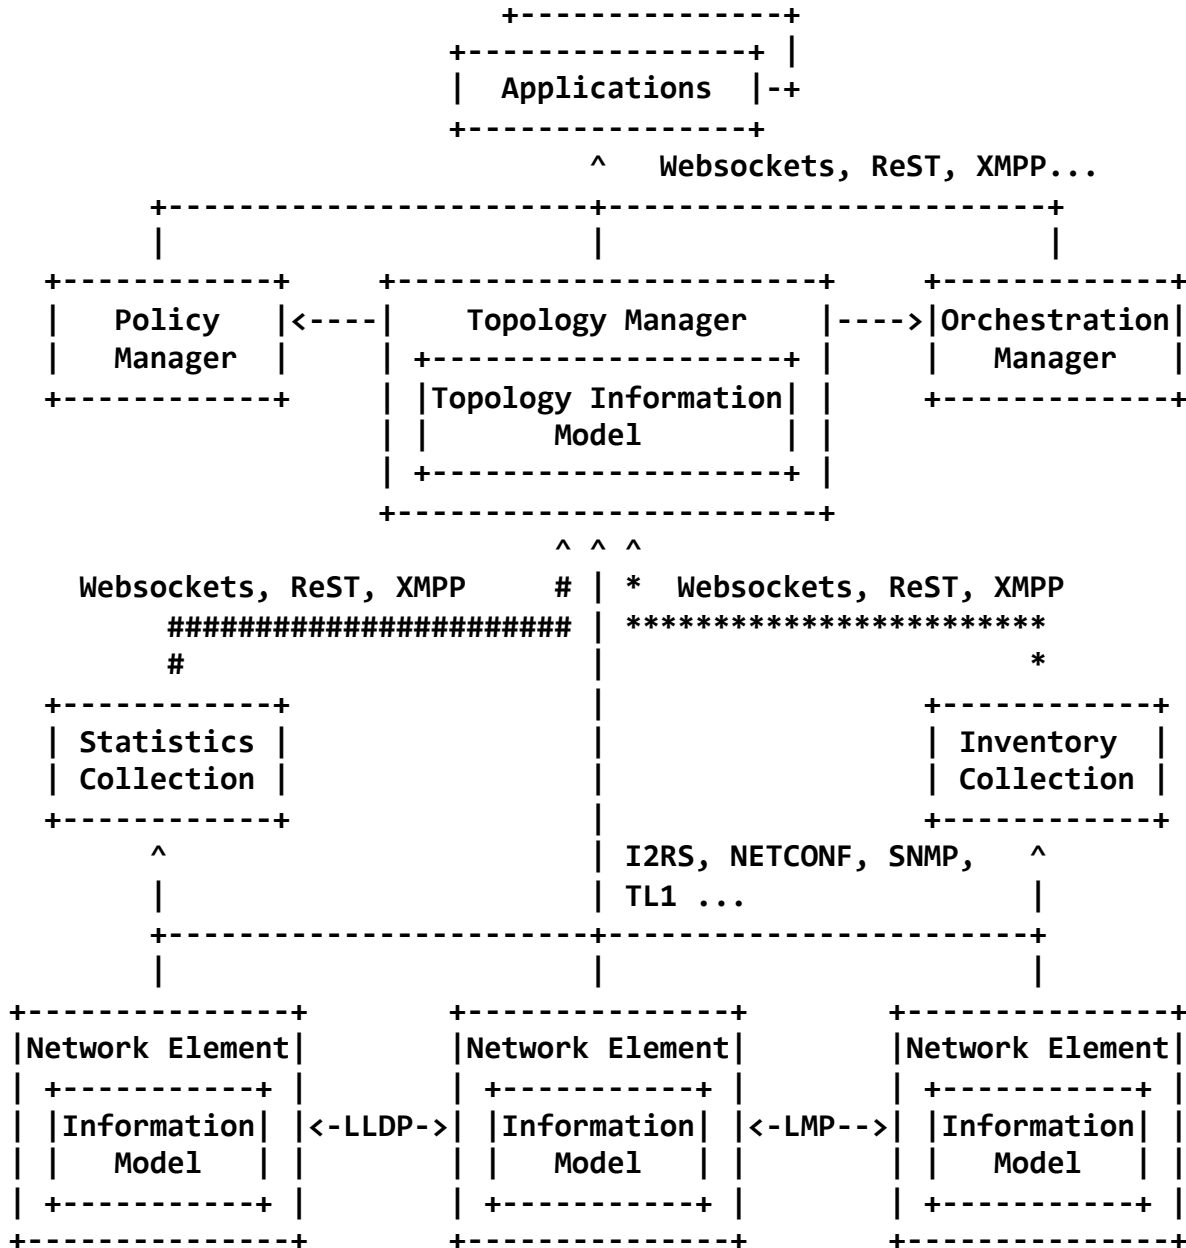 Applications
Websockets, ReST, XMPP...
Policy Manager
Topology Manager
Orchestration Manager
Topology Information Model
Websockets, ReST, XMPP
Websockets, ReST, XMPP
Statistics Collection
Inventory Collection
I2RS, NETCONF, SNMP,
TL1 ...
Network Element
Network Element
Network Element
Information Model
<-LLDP->
Information Model
<-LMP-->
Information Model